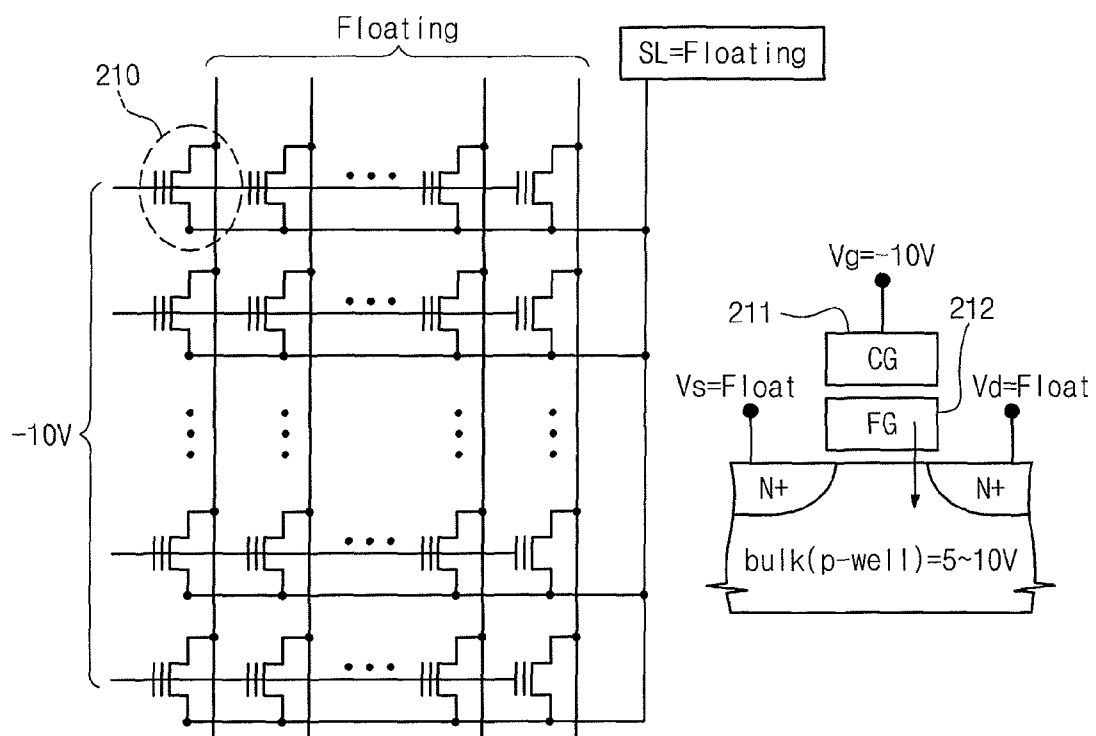 Floating
SL=Floating
210
-10V
Vg=-10V
211
212
CG
Vs=Float
Vd=Float
FG
N+
N+
bulk(p-well)=5~10V